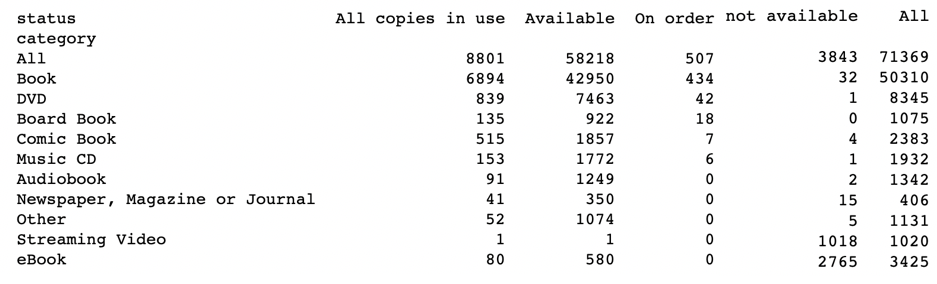 status All copies in use Available On order not available All
category
All 8801 58218 507 3843 71369
Book 6894 42950 434 32 50310
DVD 839 7463 42 1 8345
Board Book 135 922 18 0 1075
Comic Book 515 1857 7 4 2383
Music CD 153 1772 6 1 1932
Audiobook 91 1249 0 2 1342
Newspaper, Magazine or Journal 41 350 0 15 406
Other 52 1074 0 5 1131
Streaming Video 1 1 0 1018 1020
eBook 80 580 0 2765 3425